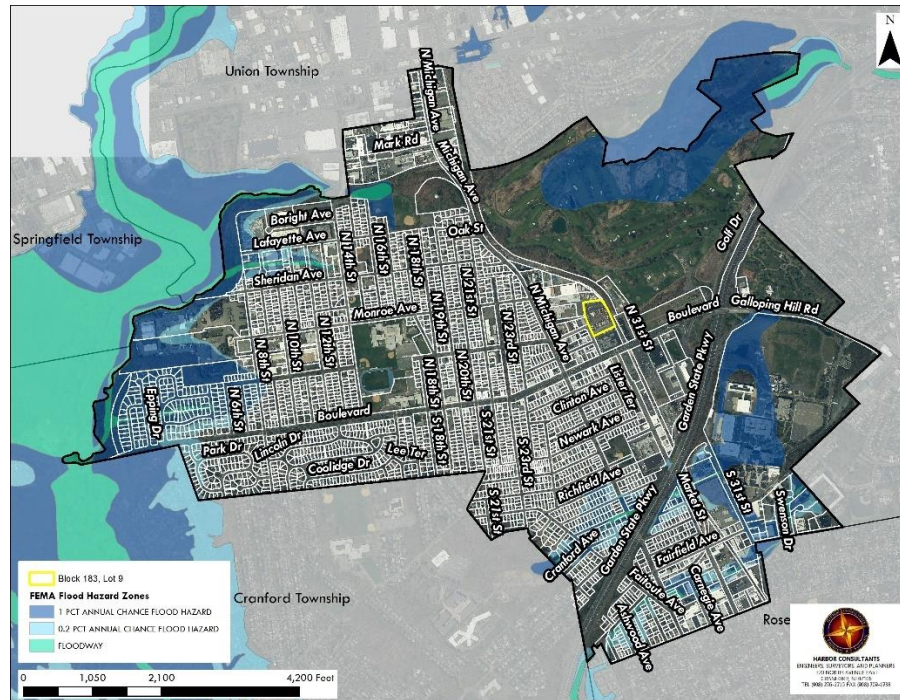 N
Union Township
Springfield Township
Cranford Township
N Michigan Ave
Mark Rd
Michigan Ave
Boright Ave
Lafayette Ave
Sheridan Ave
N 14th St
N 16th St
N 18th St
Oak St
N 21st St
N Michigan Ave
Golf Dr
Galloping Hill Rd
Boulevard
N 31st St
Monroe Ave
N 8th St
N 10th St
N 12th St
N 19th St
N 20th St
N 23rd St
N 18th St
Epping Dr
N 6th St
Boulevard
Clinton Ave
Lister Ter
Garden State Pkwy
Park Dr
Lincoln Dr
Coolidge Dr
Lee Ter
S 18th St
S 21st St
S 23rd St
Newark Ave
Richfield Ave
S 21st St
Cranford Ave
Garden State Pkwy
Market St
S 31st St
Swenson Dr
Fairfield Ave
Faitoute Ave
Carnegie Ave
Ashwood Ave
Rose
Block 183, Lot 9
FEMA Flood Hazard Zones
1 PCT ANNUAL CHANCE FLOOD HAZARD
0.2 PCT ANNUAL CHANCE FLOOD HAZARD
FLOODWAY
0 1,050 2,100 4,200 Feet
HARBOR CONSULTANTS
ENGINEERS, SURVEYORS, AND PLANNERS